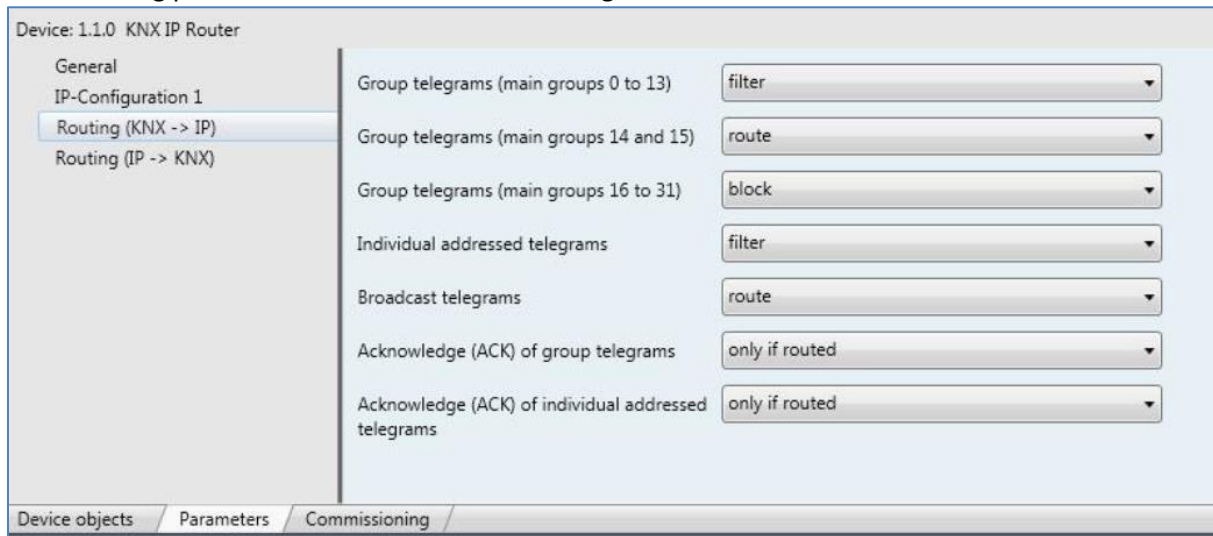 Device: 1.1.0 KNX IP Router
General
IP-Configuration 1
Routing (KNX -> IP)
Routing (IP -> KNX)
Group telegrams (main groups 0 to 13) filter
Group telegrams (main groups 14 and 15) route
Group telegrams (main groups 16 to 31) block
Individual addressed telegrams filter
Broadcast telegrams route
Acknowledge (ACK) of group telegrams only if routed
Acknowledge (ACK) of individual addressed only if routed
telegrams
Device objects Parameters Commissioning